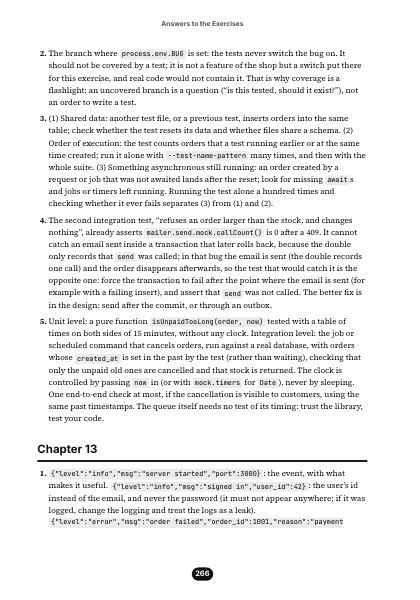 Answers to the Exercises
2. The branch where process.env.BUG is set: the tests never switch the bug on. It
should not be covered by a test; it is not a feature of the shop but a switch put there
for this exercise, and real code would not contain it. That is why coverage is a
flashlight: an uncovered branch is a question (“is this tested, should it exist?”), not
an order to write a test.
3. (1) Shared data: another test file, or a previous test, inserts orders into the same
table; check whether the test resets its data and whether files share a schema. (2)
Order of execution: the test counts orders that a test running earlier or at the same
time created; run it alone with --test-name-pattern many times, and then with the
whole suite. (3) Something asynchronous still running: an order created by a
request or job that was not awaited lands after the reset; look for missing await s
and jobs or timers left running. Running the test alone a hundred times and
checking whether it ever fails separates (3) from (1) and (2).
4. The second integration test, “refuses an order larger than the stock, and changes
nothing”, already asserts mailer.send.mock.callCount() is 0 after a 409. It
cannot catch an email sent inside a transaction that later rolls back, because the double
only records that send was called; in that bug the email is sent (the double records
one call) and the order disappears afterwards, so the test that would catch it is the
opposite one: force the transaction to fail after the point where the email is sent (for
example with a failing insert), and assert that send was not called. The better fix is
in the design: send after the commit, or through an outbox.
5. Unit level: a pure function isUnpaidTooLong(order, now) tested with a table of
times on both sides of 15 minutes, without any clock. Integration level: the job or
scheduled command that cancels orders, run against a real database, with orders
whose created_at is set in the past by the test (rather than waiting), checking that
only the unpaid old ones are cancelled and that stock is returned. The clock is
controlled by passing now in (or with mock.timers for Date ), never by sleeping.
One end-to-end check at most, if the cancellation is visible to customers, using the
same past timestamps. The queue itself needs no test of its timing: trust the library,
test your code.
Chapter 13
1. {"level":"info","msg":"server started","port":3000} : the event, with what
makes it useful. {"level":"info","msg":"signed in","user_id":42} : the user’s id
instead of the email, and never the password (it must not appear anywhere; if it was
logged, change the logging and treat the logs as a leak).
{"level":"error","msg":"order failed","order_id":1001,"reason":"payment
266